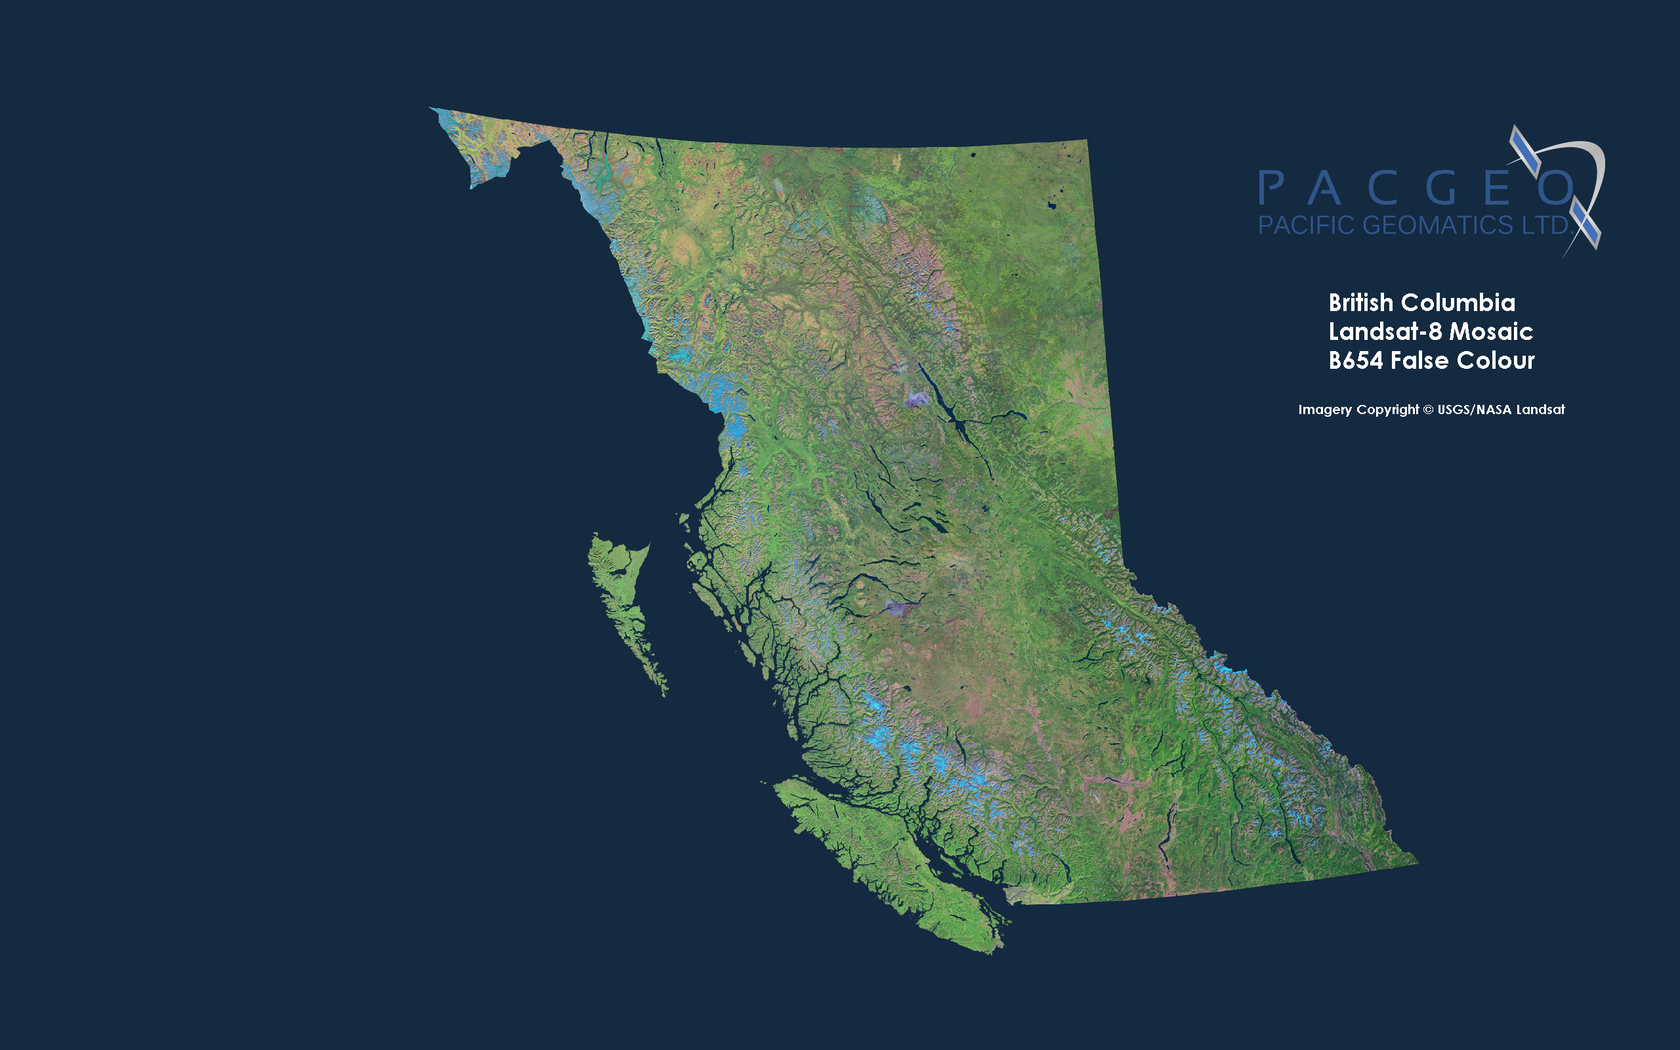 PACGEO
PACIFIC GEOMATICS LTD.
British Columbia
Landsat-8 Mosaic
B654 False Colour
Imagery Copyright © USGS/NASA Landsat